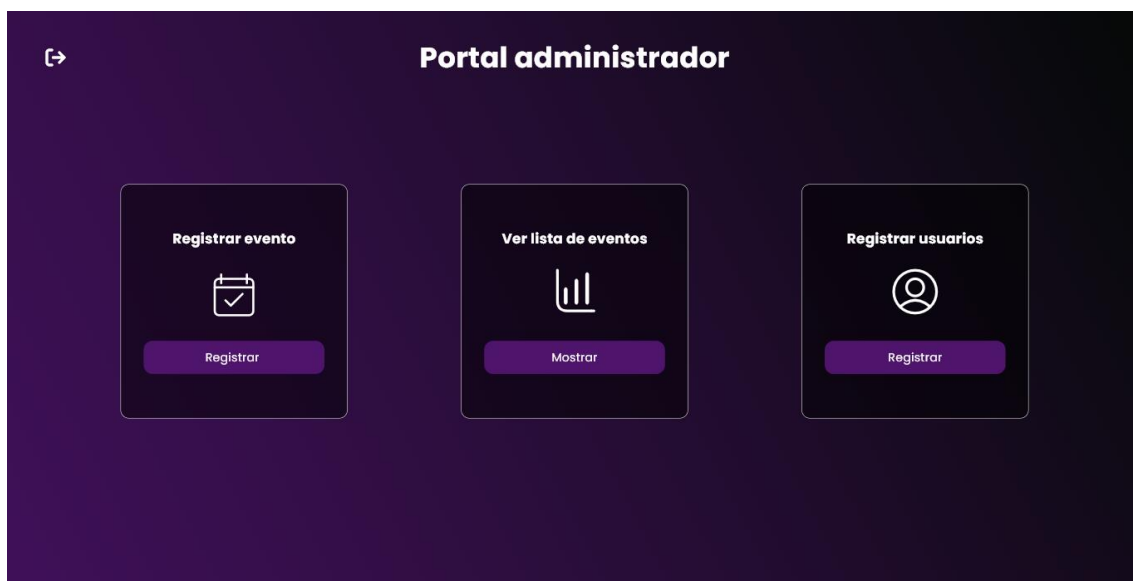 Portal administrador
Registrar evento
Registrar
Ver lista de eventos
Mostrar
Registrar usuarios
Registrar